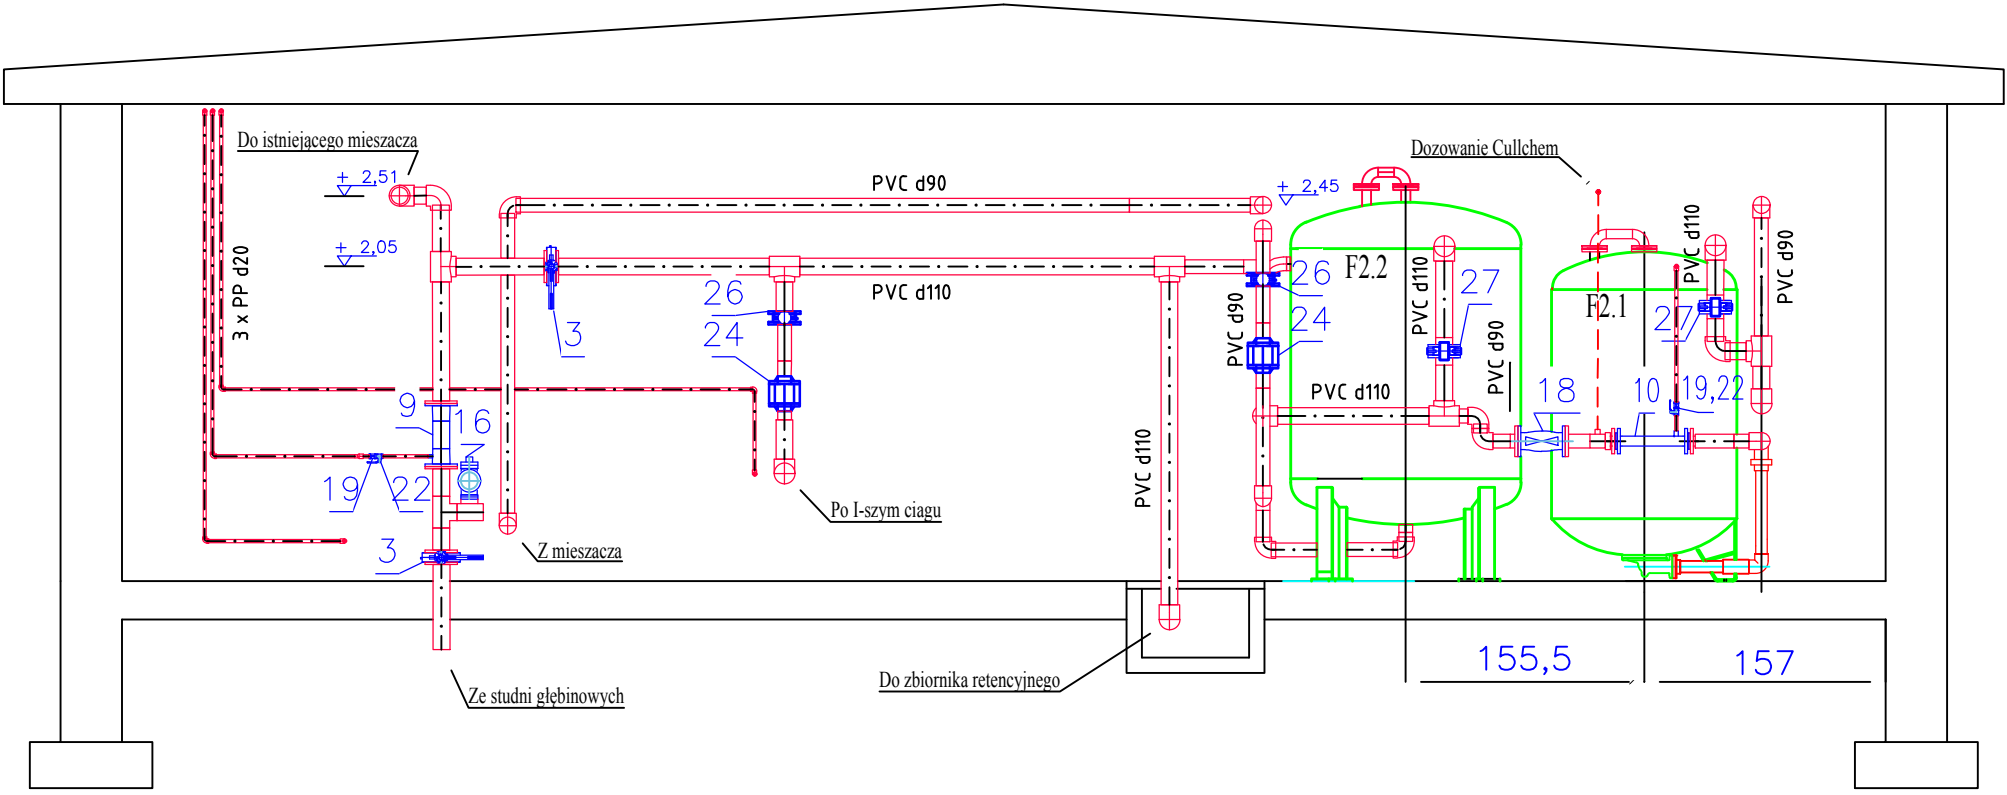 Do istniejącego mieszacza
Dozowanie Cullchem
+ 2,51
PVC d90
+ 2,45
+ 2,05
3 x PP d20
PVC d110
26
24
3
PVC d90
26
24
F2.2
PVC d110
27
PVC d90
PVC d110
F2.1
PVC d110
27
PVC d90
9
16
18
10
19,22
19
22
3
Z mieszacza
Po I-szym ciagu
PVC d110
Ze studni głębinowych
Do zbiornika retencyjnego
155,5
157